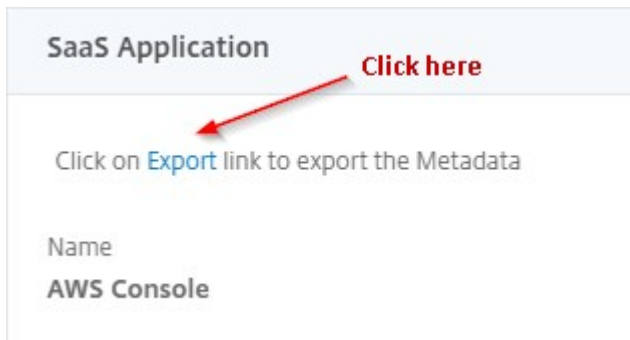 SaaS Application
Click here
Click on Export link to export the Metadata
Name
AWS Console